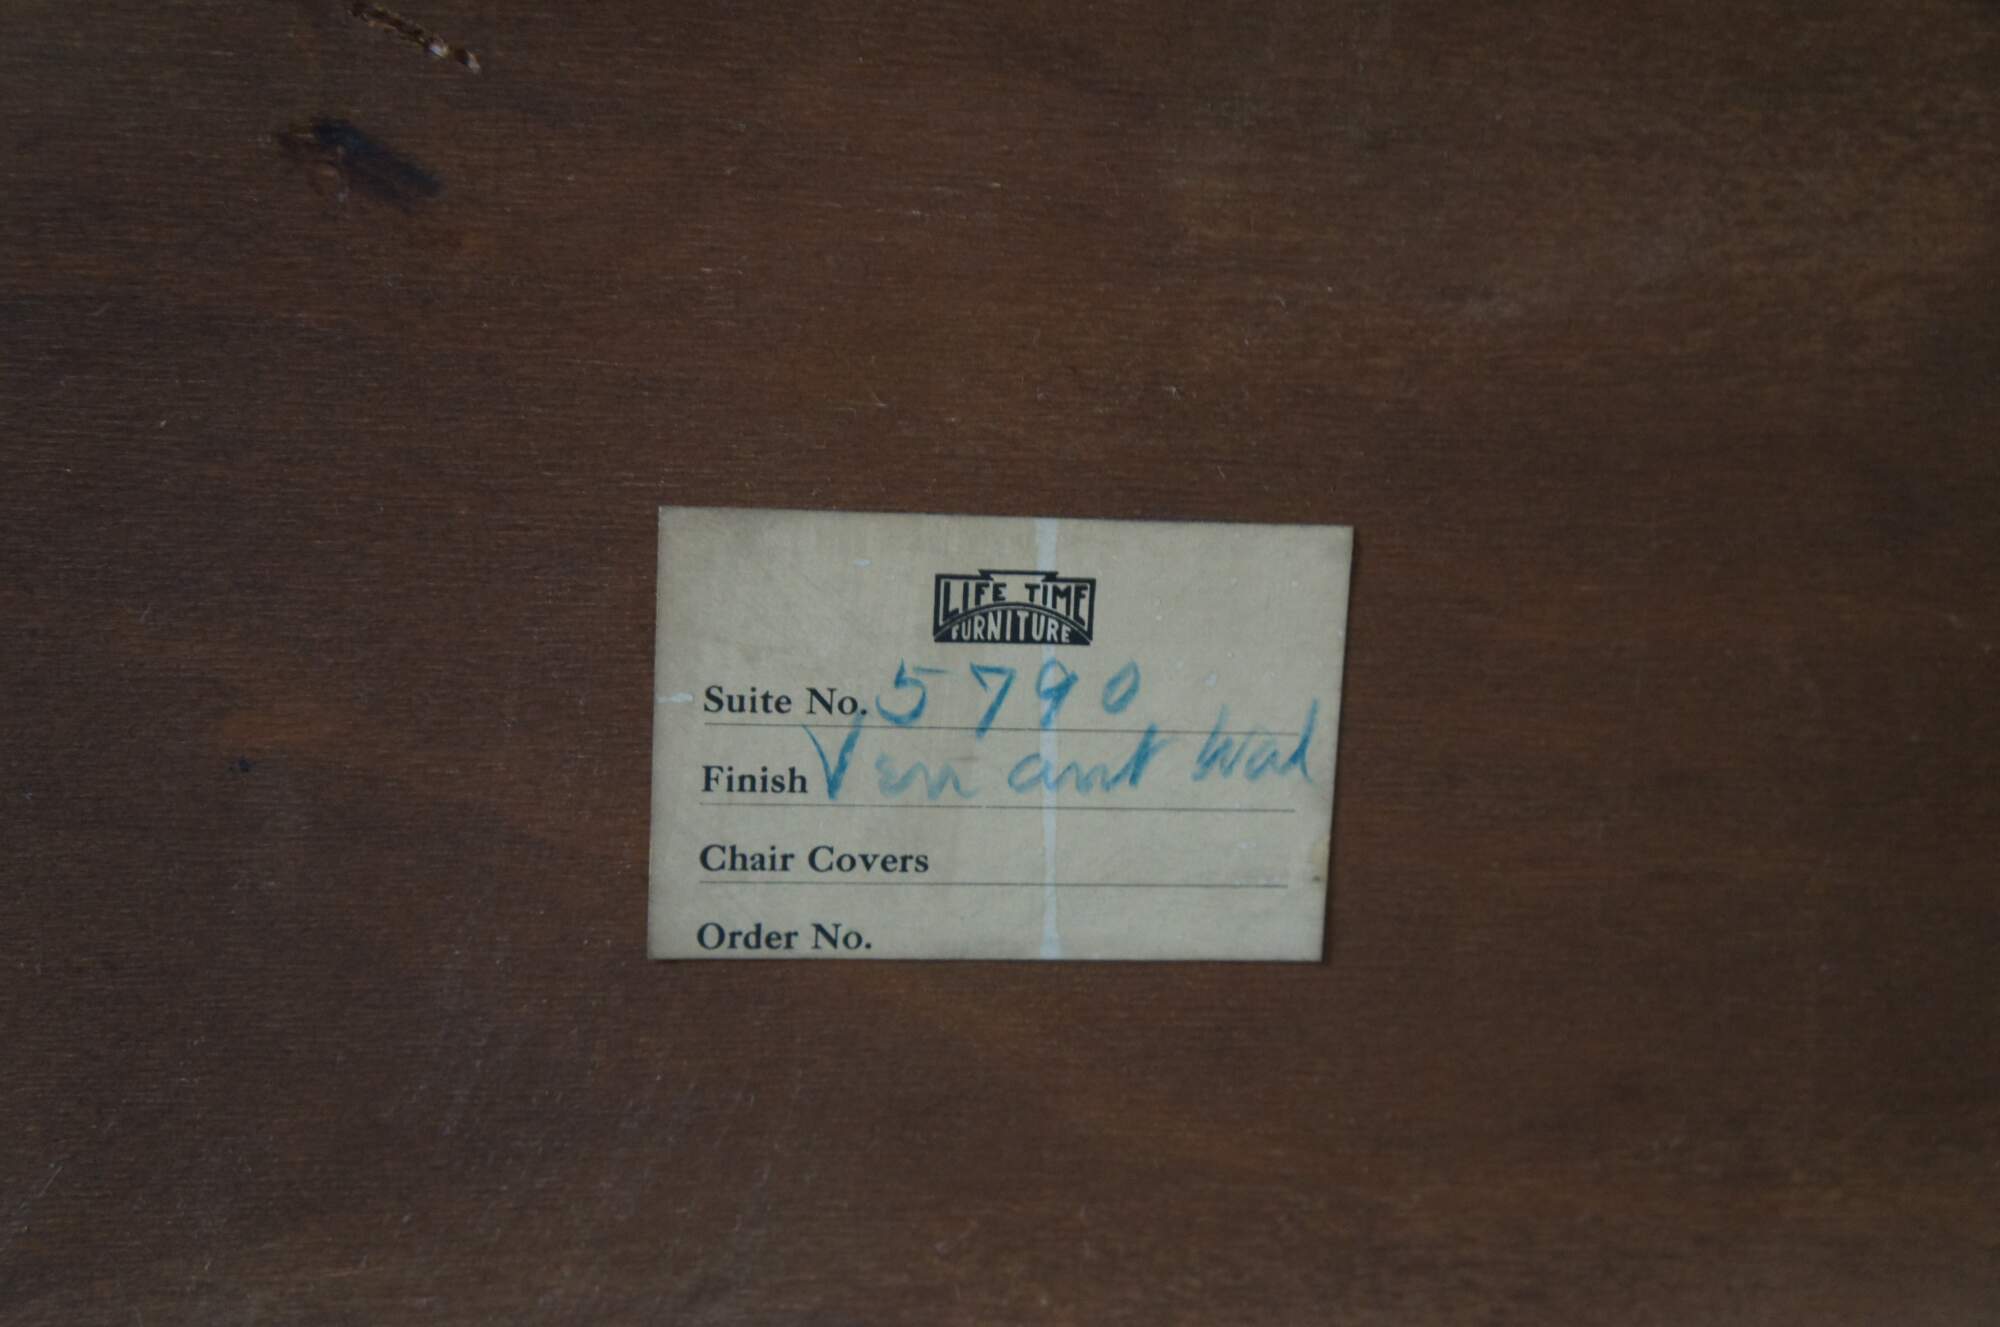 LIFE TIME
FURNITURE
Suite No. 5790
Finish Ven ant Wal
Chair Covers
Order No.